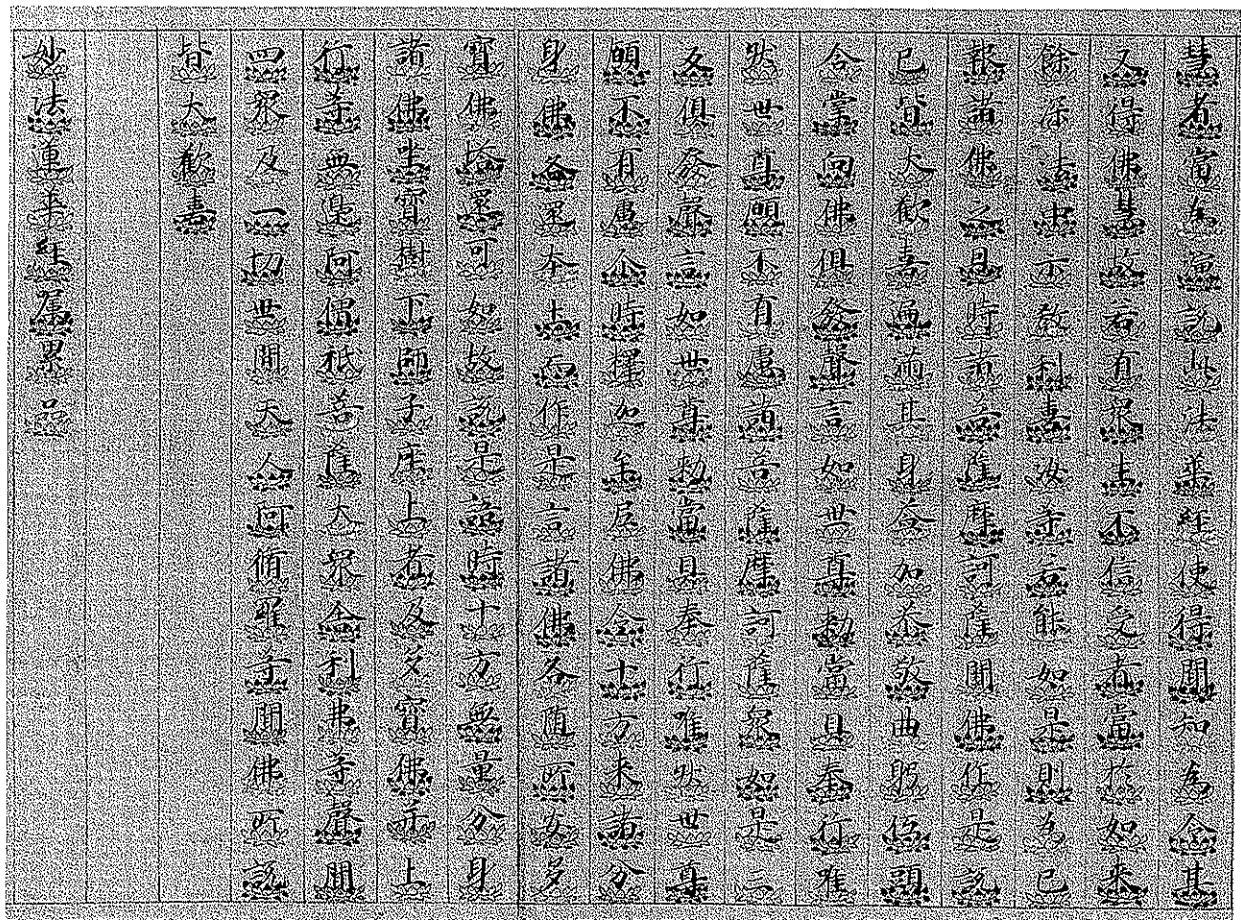 慧者當為演說此法華經使得聞知為令其
人得佛慧故若有眾生不信受者當於如來
餘深法中示教利喜汝等若能如是則為已
報諸佛之恩時諸菩薩摩訶薩聞佛作是說
已皆大歡喜遍滿其身益加恭敬曲躬低頭
合掌向佛俱發聲言如世尊勅當具奉行唯
然世尊願不有慮諸菩薩摩訶薩眾如是三
反俱發聲言如世尊勅當具奉行唯然世尊
願不有慮尒時釋迦牟尼佛令十方來諸分
身佛各還本土而作是言諸佛各隨所安多
寶佛塔還可如故說是語時十方無量分身
諸佛坐寶樹下師子座上者及多寶佛并上
行等無邊阿僧祇菩薩大眾舍利弗等聲聞
四眾及一切世間天人阿脩羅等聞佛所說
皆大歡喜
妙法蓮華經屬累品